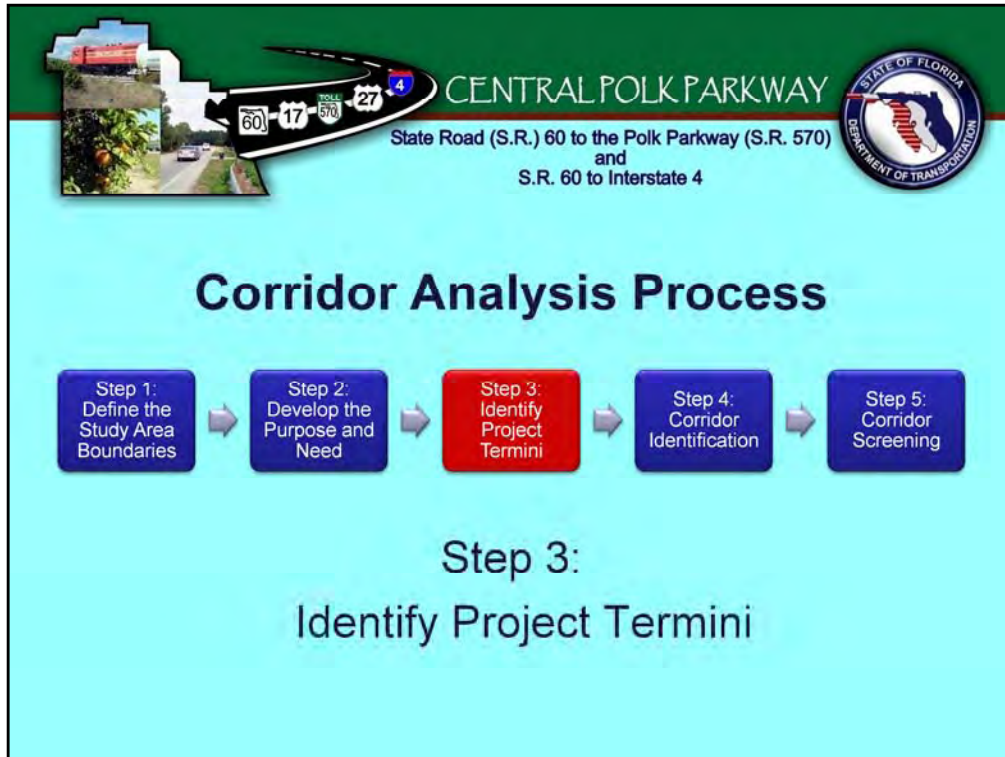 60
17
TOLL
570
27
4
CENTRAL POLK PARKWAY
STATE OF FLORIDA
DEPARTMENT OF TRANSPORTATION
State Road (S.R.) 60 to the Polk Parkway (S.R. 570)
and
S.R. 60 to Interstate 4
Corridor Analysis Process
Step 1:
Define the
Study Area
Boundaries
Step 2:
Develop the
Purpose and
Need
Step 3:
Identify
Project
Termini
Step 4:
Corridor
Identification
Step 5:
Corridor
Screening
Step 3:
Identify Project Termini